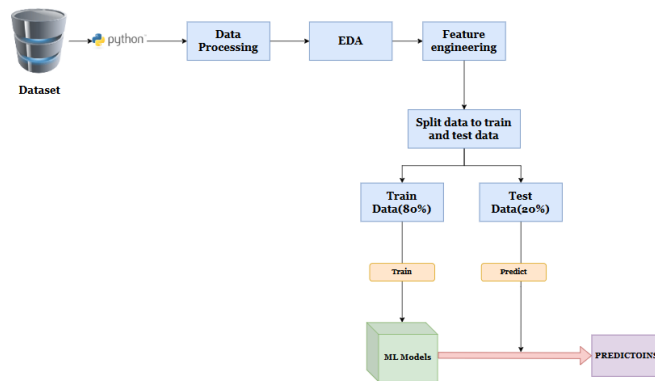 python
Data
Processing
EDA
Feature
engineering
Dataset
Split data to train
and test data
Train
Data(80%)
Test
Data(20%)
Train
Predict
ML Models
PREDICTOINS